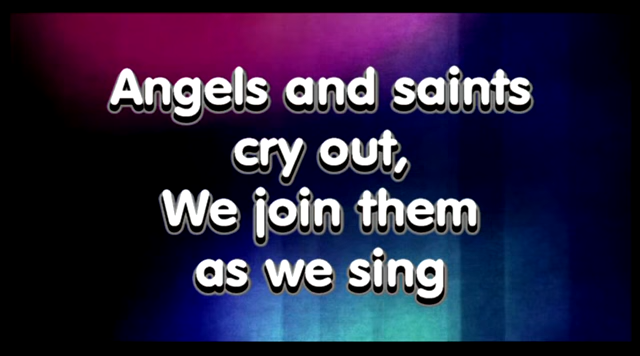 Angels and saints
cry out,
We join them
as we sing